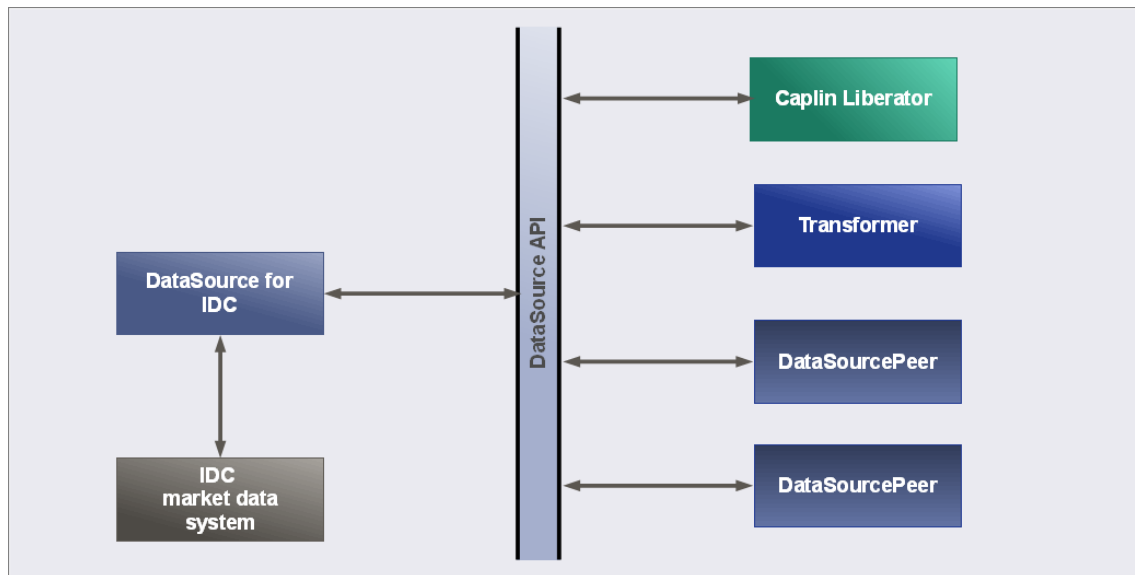 Caplin Liberator
Transformer
DataSource API
DataSource for
IDC
DataSourcePeer
IDC
market data
system
DataSourcePeer